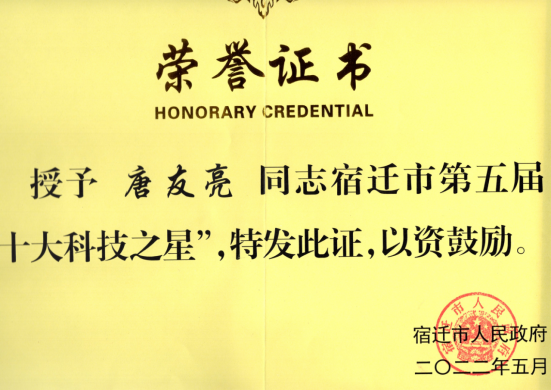 荣誉证书
HONORARY CREDENTIAL
授予 唐友亮 同志宿迁市第五届
十大科技之星”,特发此证,以资鼓励。
宿迁市人民政府
二〇二二年五月